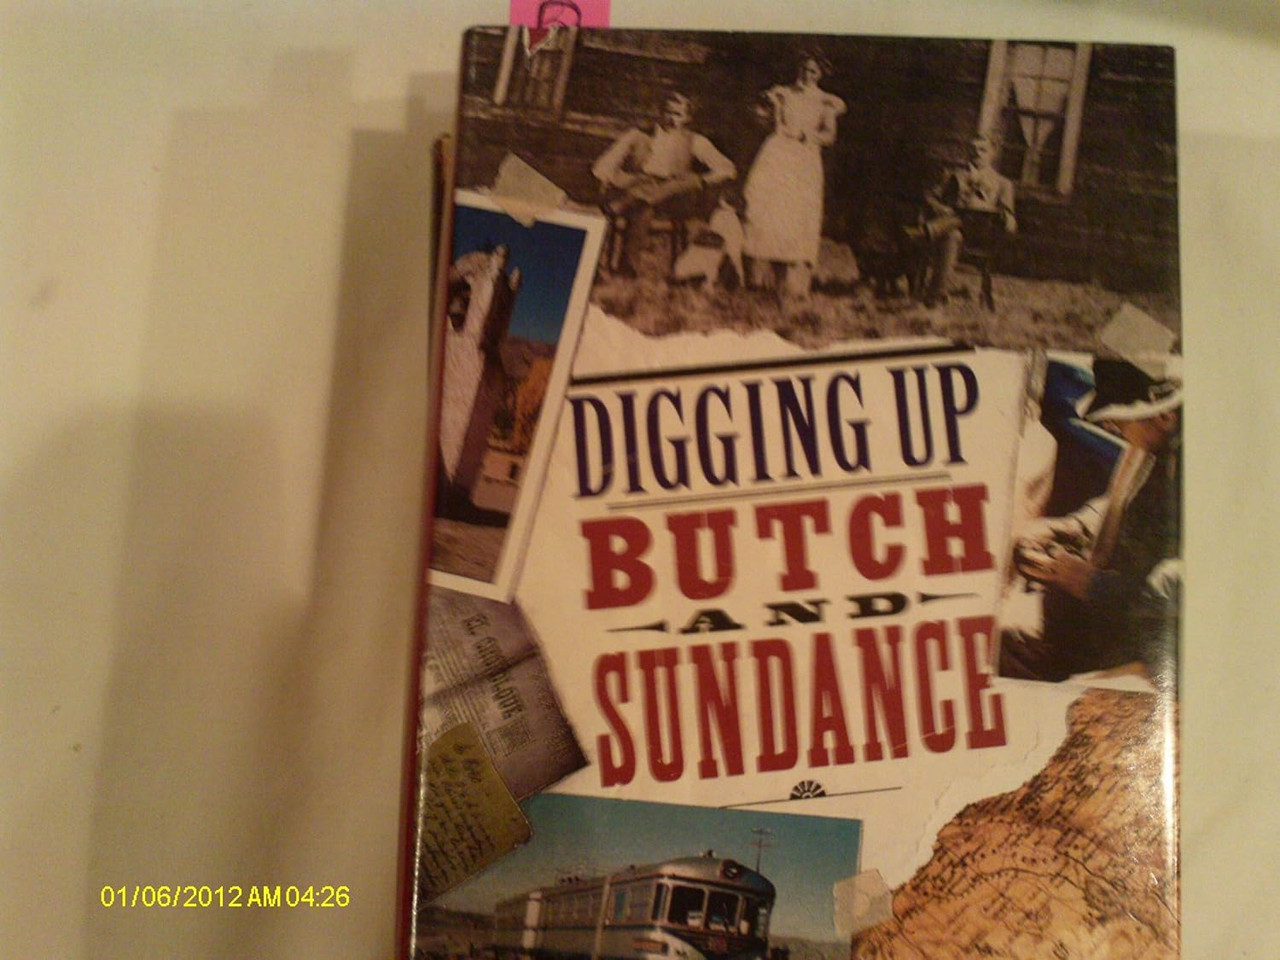 DIGGING UP
BUTCH
AND
SUNDANCE
01/06/2012 AM 04:26